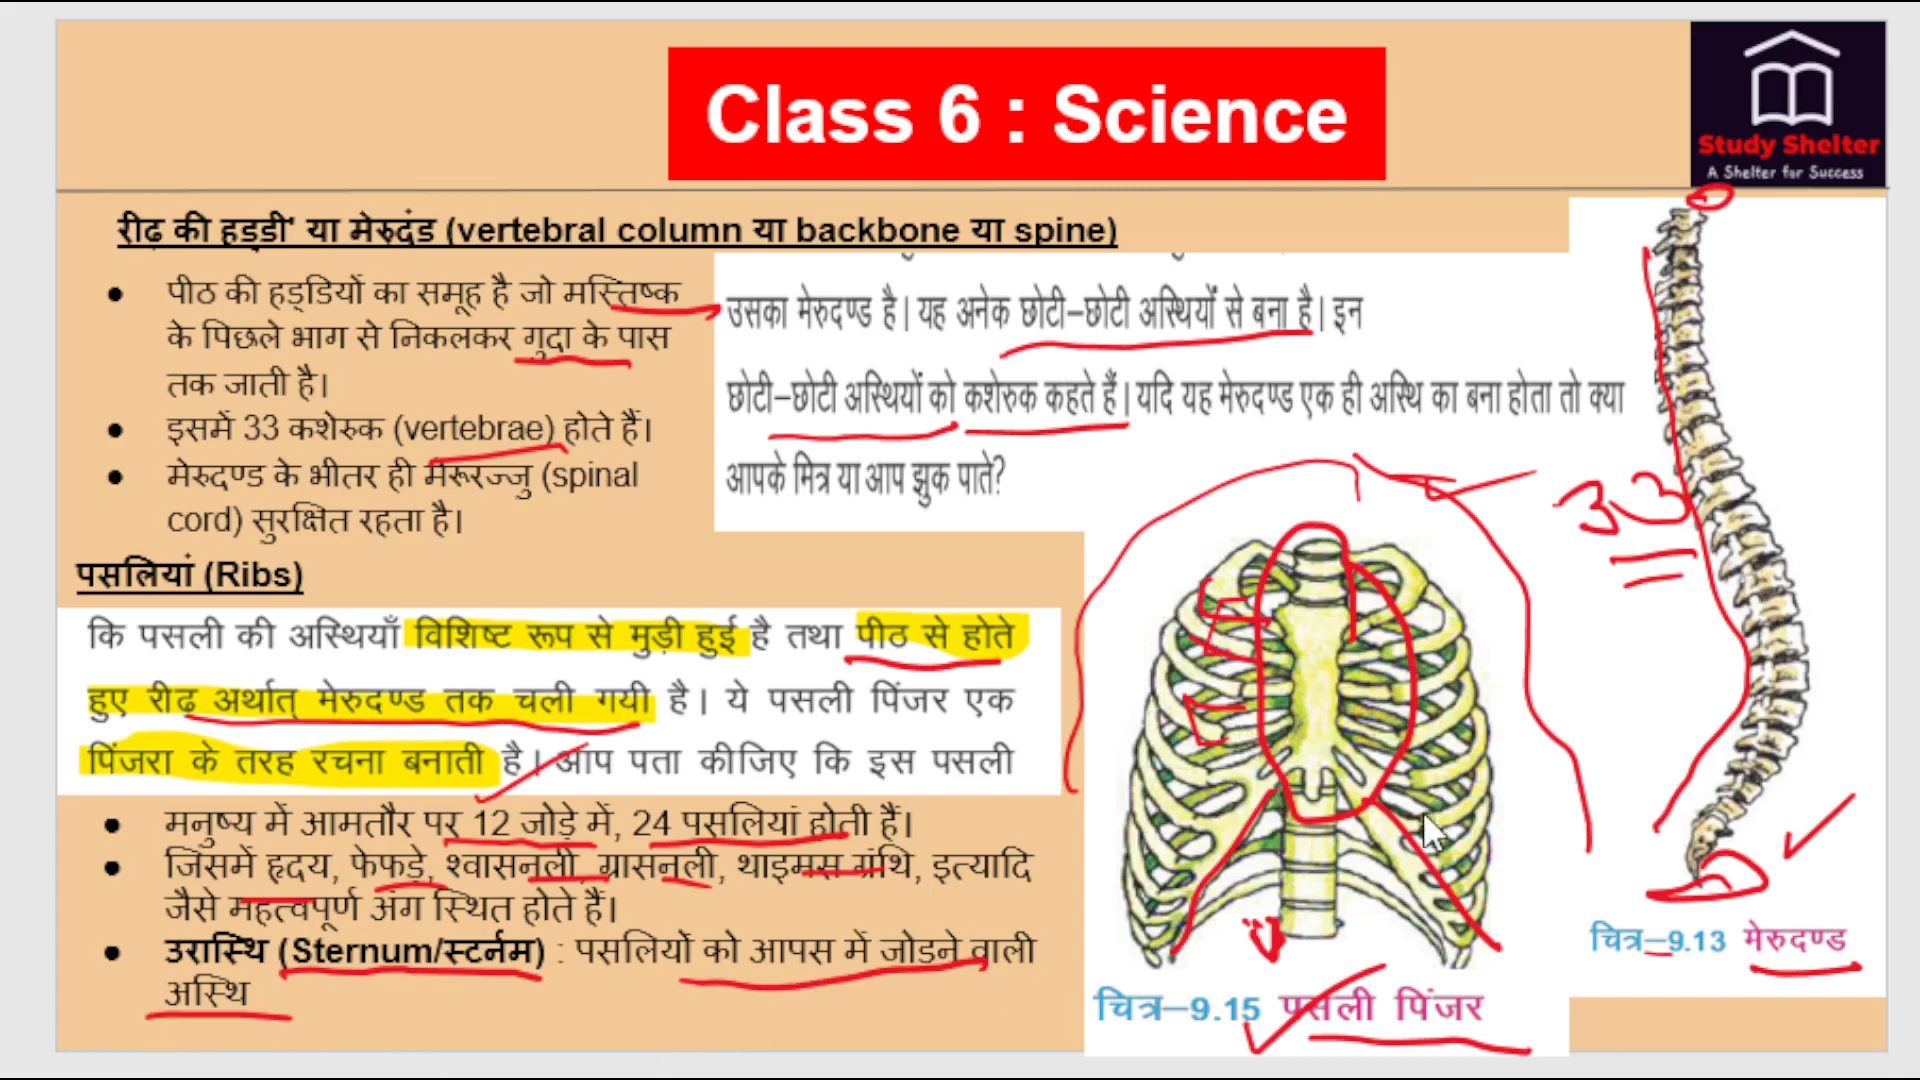 Class 6 : Science
Study Shelter
A Shelter for Success
रीढ की हड्डी' या मेरुदंड (vertebral column या backbone या spine)
● पीठ की हड्डियों का समूह है जो मस्तिष्क
के पिछले भाग से निकलकर गुदा के पास
तक जाती है।
● इसमें 33 कशेरुक (vertebrae) होते हैं।
● मेरुदण्ड के भीतर ही मेरूरज्जु (spinal
cord) सुरक्षित रहता है।
उसका मेरुदण्ड है। यह अनेक छोटी–छोटी अस्थियों से बना है। इन
छोटी–छोटी अस्थियों को कशेरुक कहते हैं। यदि यह मेरुदण्ड एक ही अस्थि का बना होता तो क्या
आपके मित्र या आप झुक पाते?
33
पसलियां (Ribs)
कि पसली की अस्थियाँ विशिष्ट रूप से मुड़ी हुई है तथा पीठ से होते
हुए रीढ़ अर्थात् मेरुदण्ड तक चली गयी है। ये पसली पिंजर एक
पिंजरा के तरह रचना बनाती है। आप पता कीजिए कि इस पसली
● मनुष्य में आमतौर पर 12 जोड़े में, 24 पसलियां होती हैं।
● जिसमें हृदय, फेफड़े, श्वासनली, ग्रासनली, थाइमस ग्रंथि, इत्यादि
जैसे महत्वपूर्ण अंग स्थित होते हैं।
● उरास्थि (Sternum/स्टर्नम) : पसलियों को आपस में जोडने वाली
अस्थि
चित्र–9.15 पसली पिंजर
चित्र–9.13 मेरुदण्ड